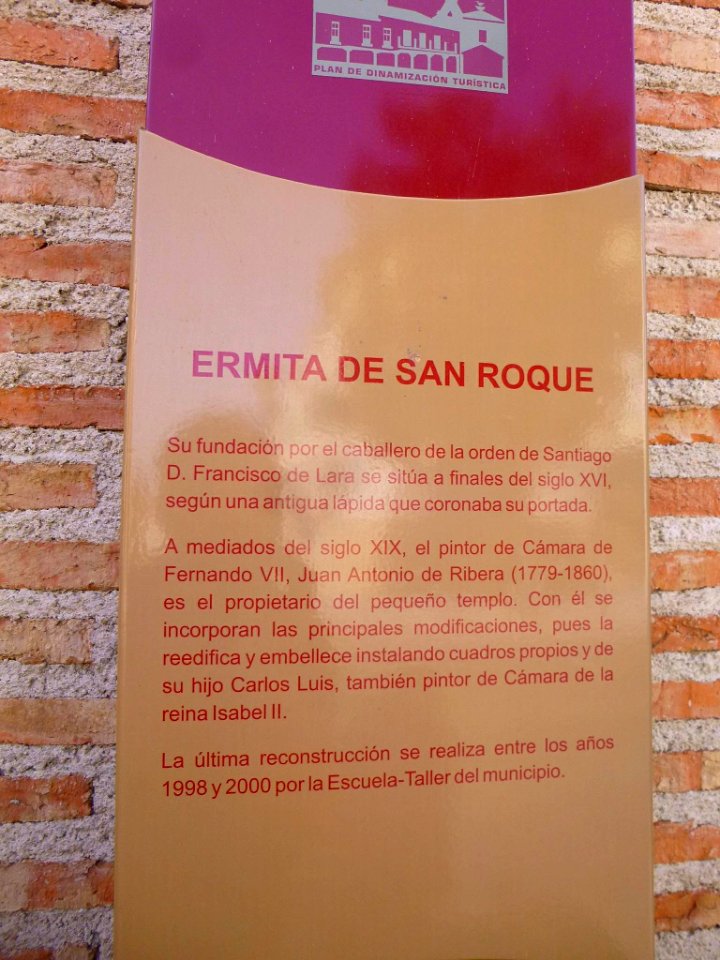 PLAN DE DINAMIZACIÓN TURÍSTICA
ERMITA DE SAN ROQUE
Su fundación por el caballero de la orden de Santiago
D. Francisco de Lara se sitúa a finales del siglo XVI,
según una antigua lápida que coronaba su portada.
A mediados del siglo XIX, el pintor de Cámara de
Fernando VII, Juan Antonio de Ribera (1779-1860),
es el propietario del pequeño templo. Con él se
incorporan las principales modificaciones, pues la
reedifica y embellece instalando cuadros propios y de
su hijo Carlos Luis, también pintor de Cámara de la
reina Isabel II.
La última reconstrucción se realiza entre los años
1998 y 2000 por la Escuela-Taller del municipio.